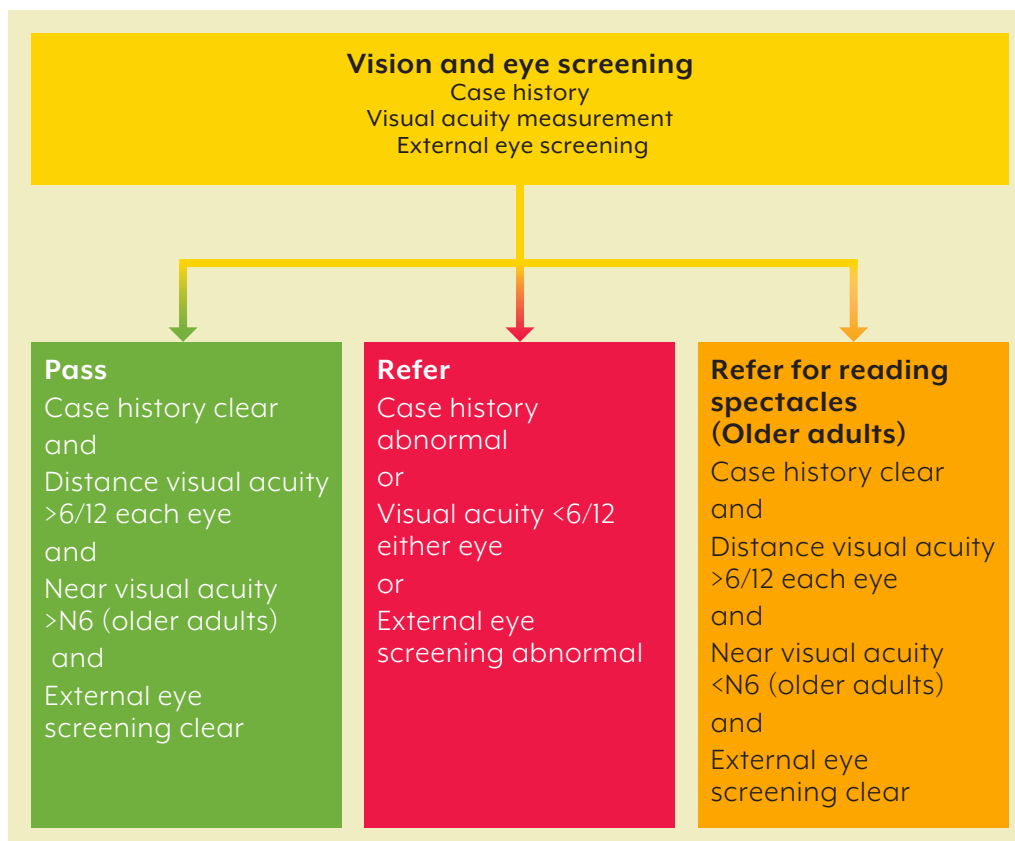 Vision and eye screening
Case history
Visual acuity measurement
External eye screening
Pass
Case history clear
and
Distance visual acuity
>6/12 each eye
and
Near visual acuity
>N6 (older adults)
and
External eye
screening clear
Refer
Case history
abnormal
or
Visual acuity <6/12
either eye
or
External eye
screening abnormal
Refer for reading
spectacles
(Older adults)
Case history clear
and
Distance visual acuity
>6/12 each eye
and
Near visual acuity
<N6 (older adults)
and
External eye
screening clear